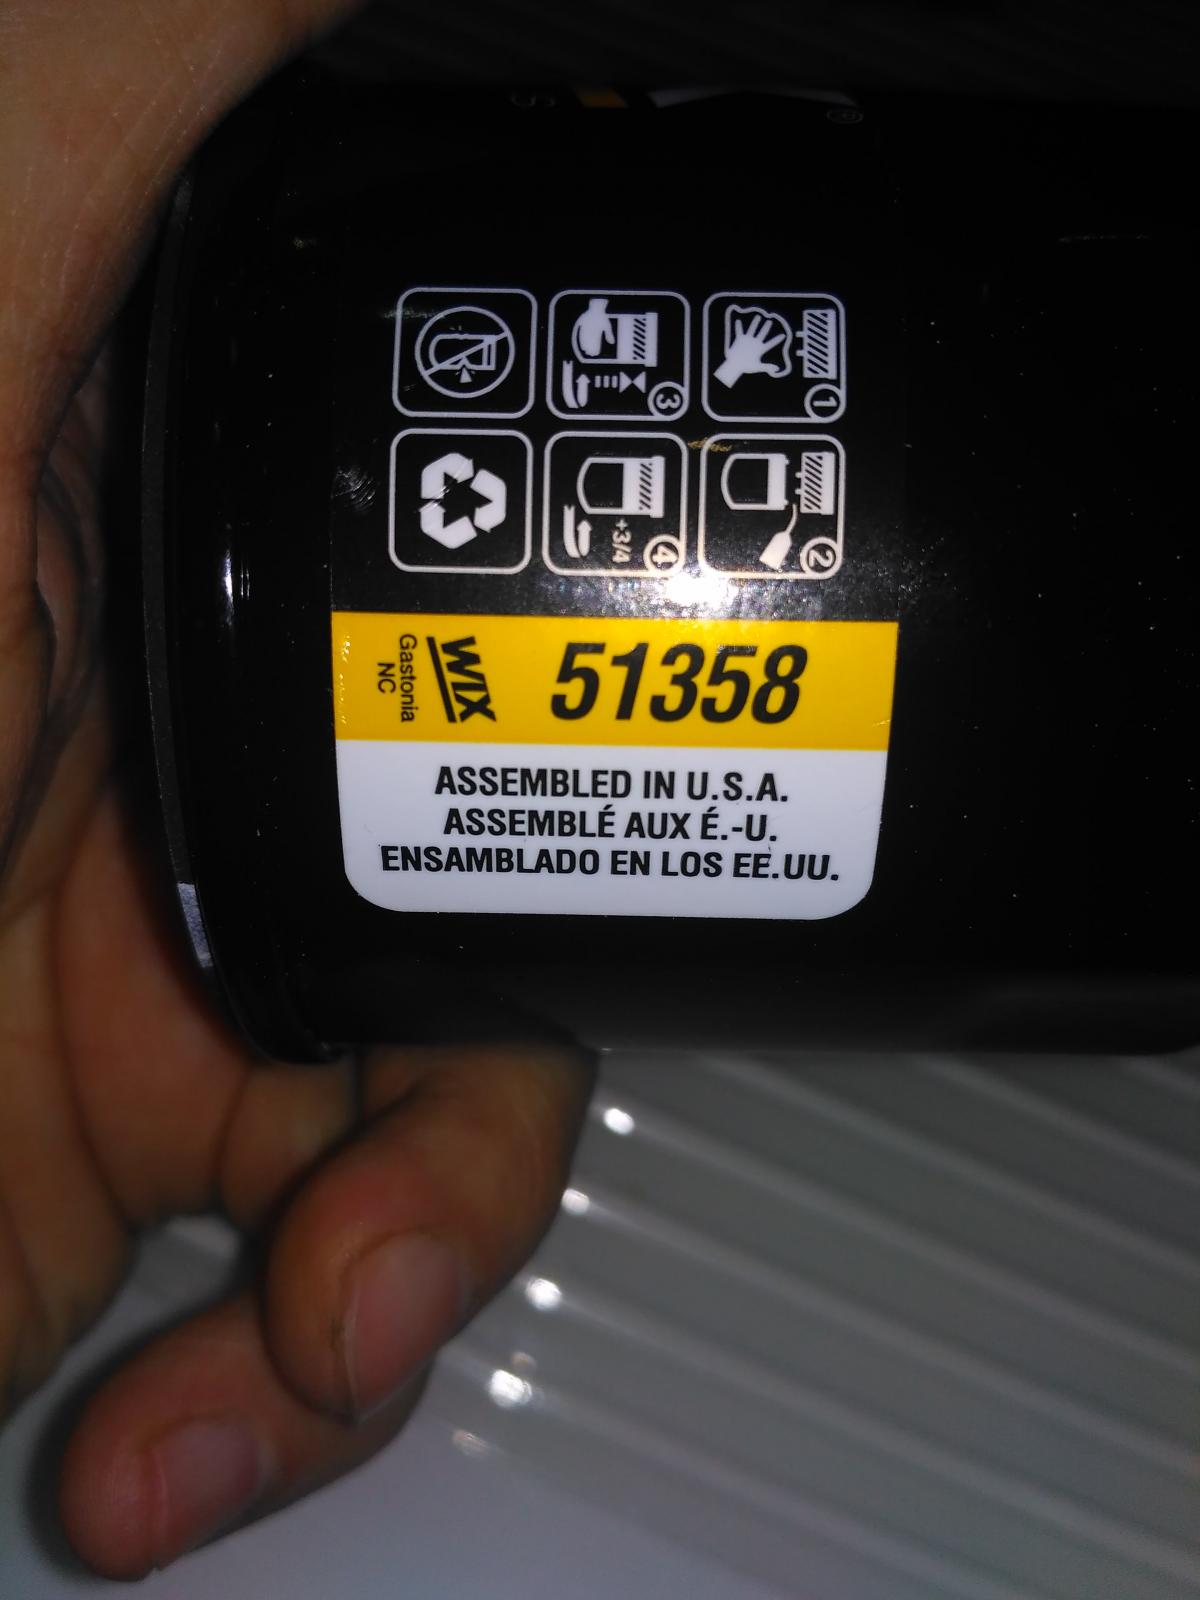 1
3
2
4
+3/4
WIX
Gastonia
NC
51358
ASSEMBLED IN U.S.A.
ASSEMBLÉ AUX É.-U.
ENSAMBLADO EN LOS EE.UU.